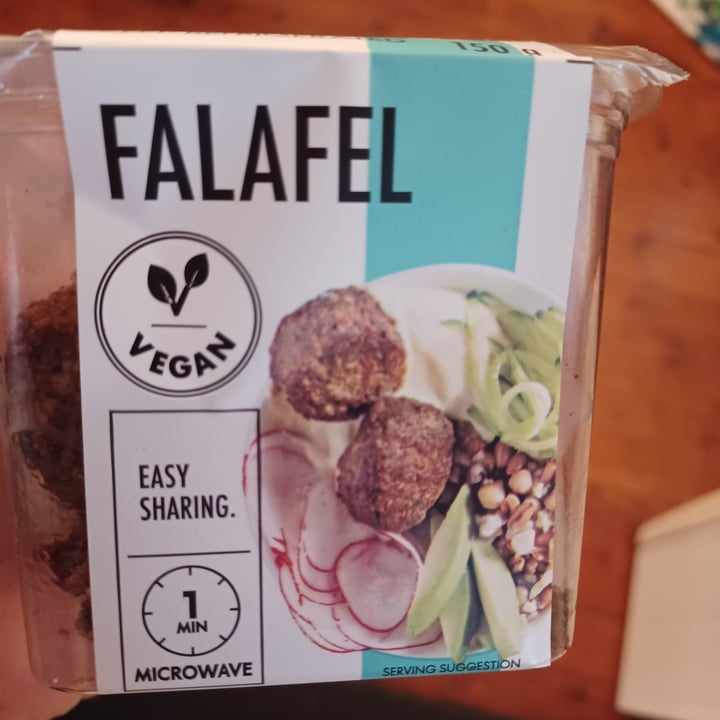 150 g
FALAFEL
VEGAN
EASY
SHARING.
1
MIN
MICROWAVE
SERVING SUGGESTION